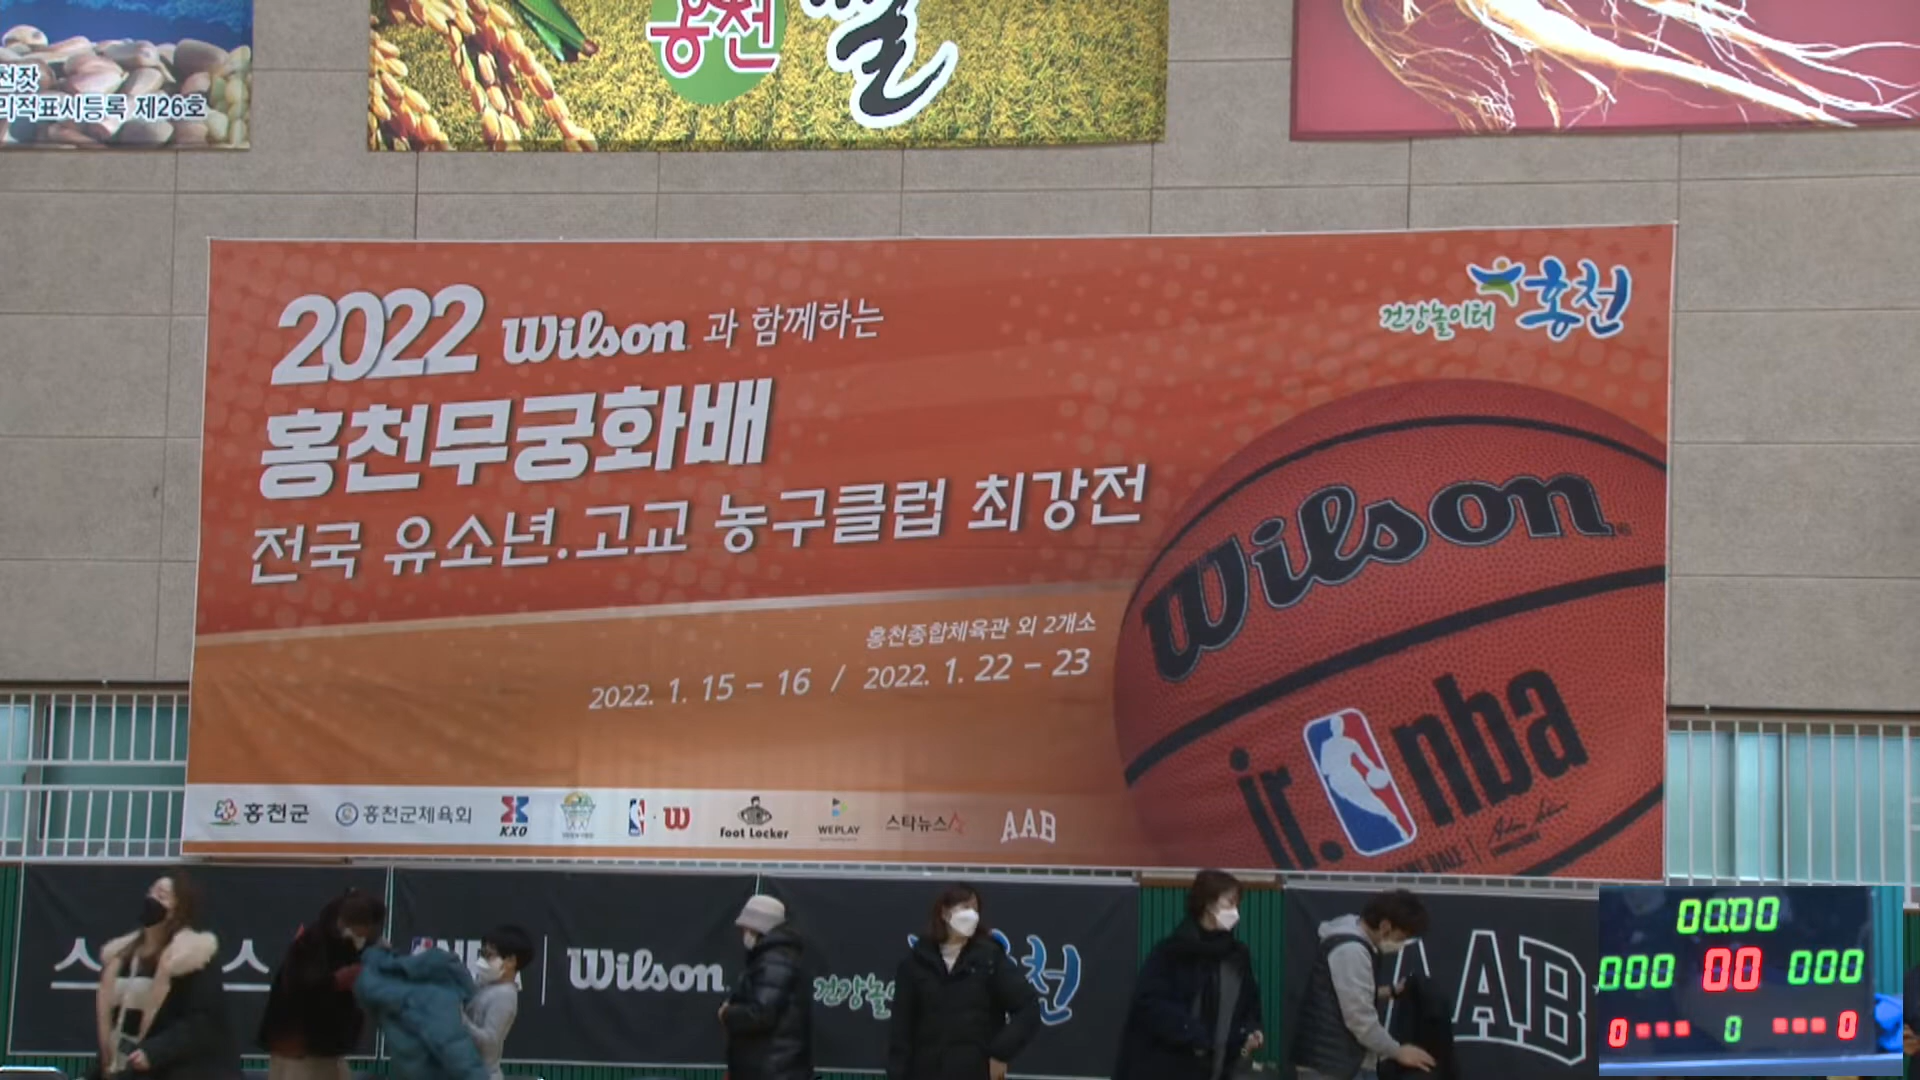 천잣
리적표시등록 제26호
홍천 쌀
2022 Wilson 과 함께하는
홍천무궁화배
전국 유소년.고교 농구클럽 최강전
건강놀이터 홍천
홍천종합체육관 외 2개소
2022. 1. 15 - 16 / 2022. 1. 22 - 23
Wilson
jr. nba
홍천군 홍천군체육회 KXO W Foot Locker WEPLAY 스타뉴스 AAB
스 스 Wilson 건강놀 천 AAB
00:00
000 00 000
0 0 0